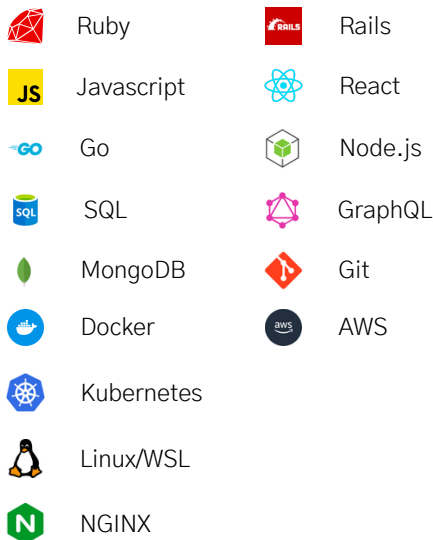 Ruby
RAILS Rails
JS Javascript
React
GO Go
Node.js
SQL SQL
GraphQL
MongoDB
Git
Docker
aws AWS
Kubernetes
Linux/WSL
N NGINX